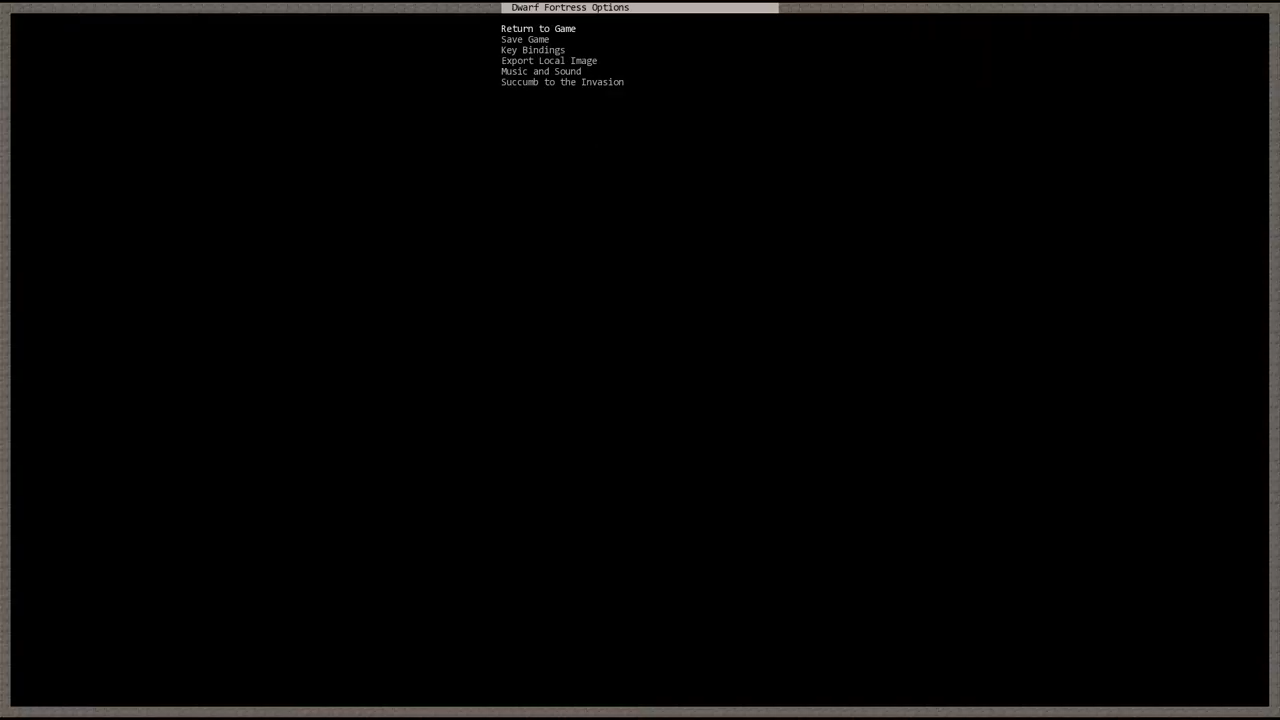 Dwarf Fortress Options
Return to Game
Save Game
Key Bindings
Export Local Image
Music and Sound
Succumb to the Invasion